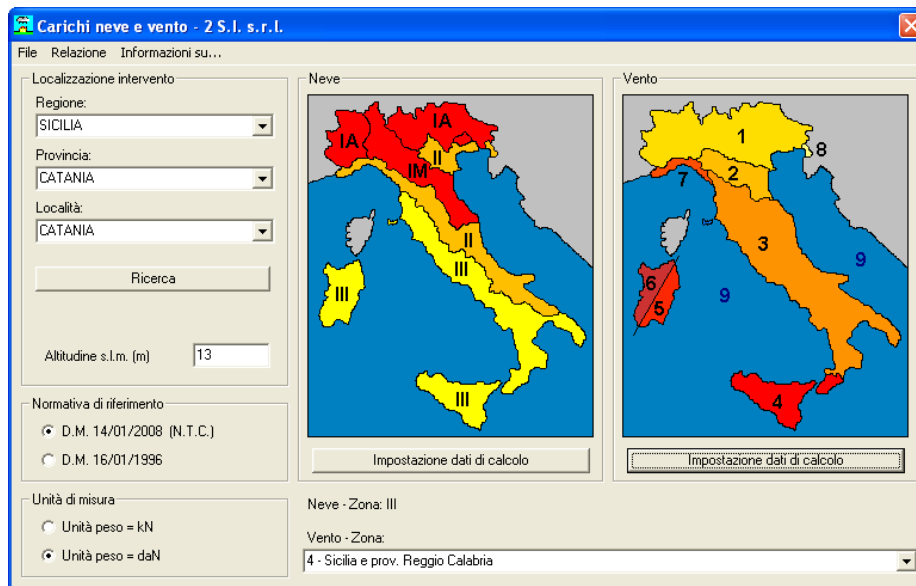 Carichi neve e vento - 2 S.I. s.r.l.
File Relazione Informazioni su...
Localizzazione intervento
Regione:
SICILIA
Provincia:
CATANIA
Località:
CATANIA
Ricerca
Altitudine s.l.m. (m) 13
Normativa di riferimento
D.M. 14/01/2008 (N.T.C.)
D.M. 16/01/1996
Unità di misura
Unità peso = kN
Unità peso = daN
Neve
IA
IA
II
IM
II
III
III
III
Impostazione dati di calcolo
Vento
1
8
2
7
3
9
6
9
5
4
Impostazione dati di calcolo
Neve - Zona: III
Vento - Zona:
4 - Sicilia e prov. Reggio Calabria